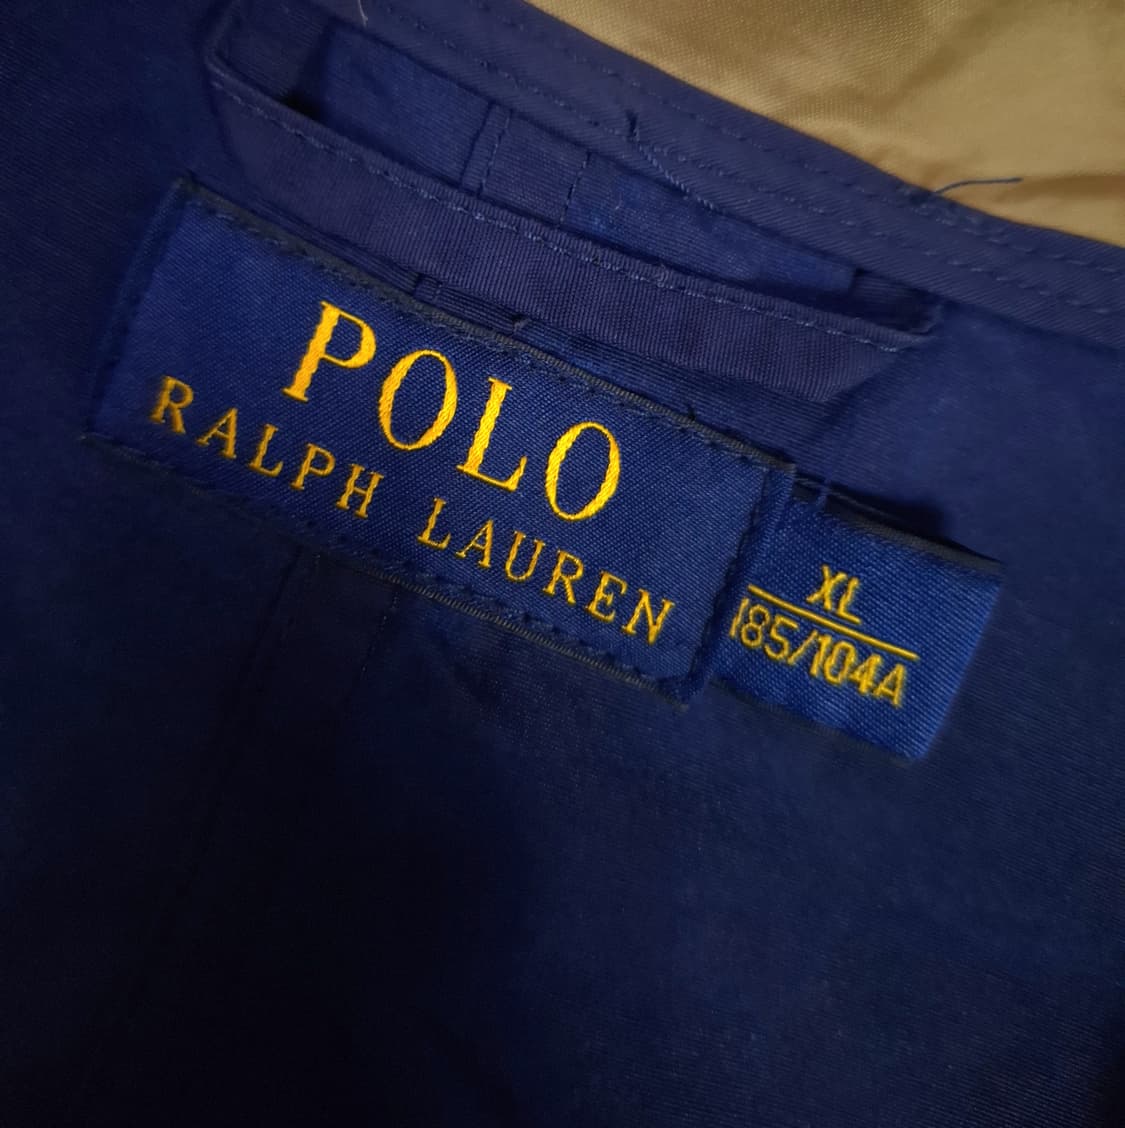 POLO
RALPH LAUREN
XL
185/104A